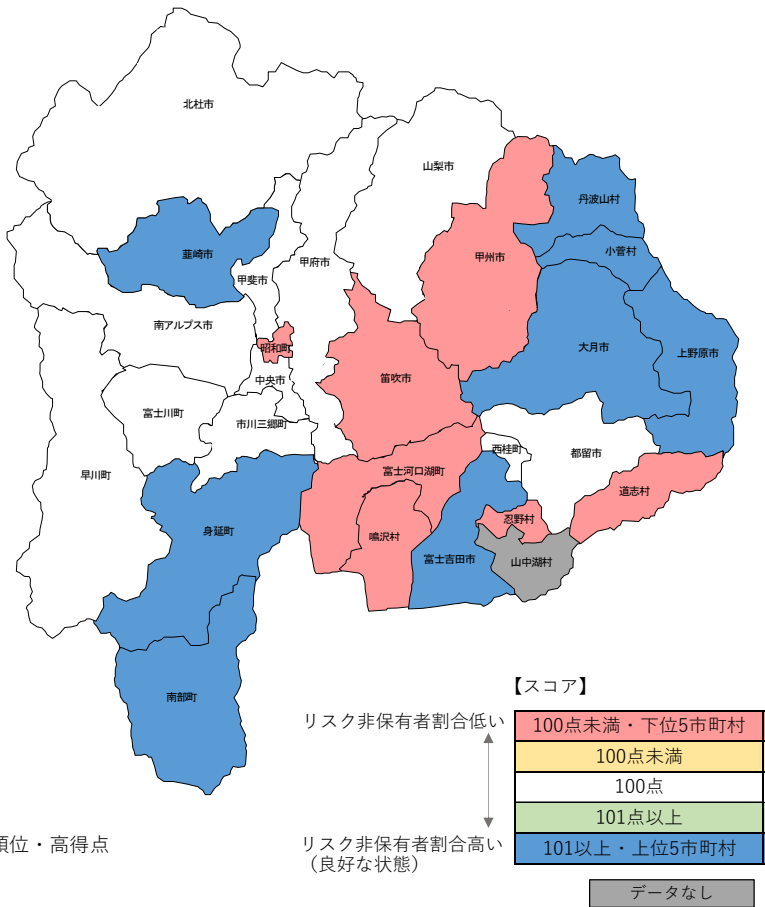 北杜市
山梨市
丹波山村
韮崎市
小菅村
甲府市
甲州市
甲斐市
南アルプス市
昭和町
大月市
上野原市
中央市
笛吹市
富士川町
市川三郷町
西桂町
都留市
早川町
富士河口湖町
道志村
身延町
鳴沢村
忍野村
富士吉田市
山中湖村
南部町
【スコア】
リスク非保有者割合低い
100点未満・下位5市町村
100点未満
100点
101点以上
101以上・上位5市町村
リスク非保有者割合高い
（良好な状態）
位・高得点
データなし